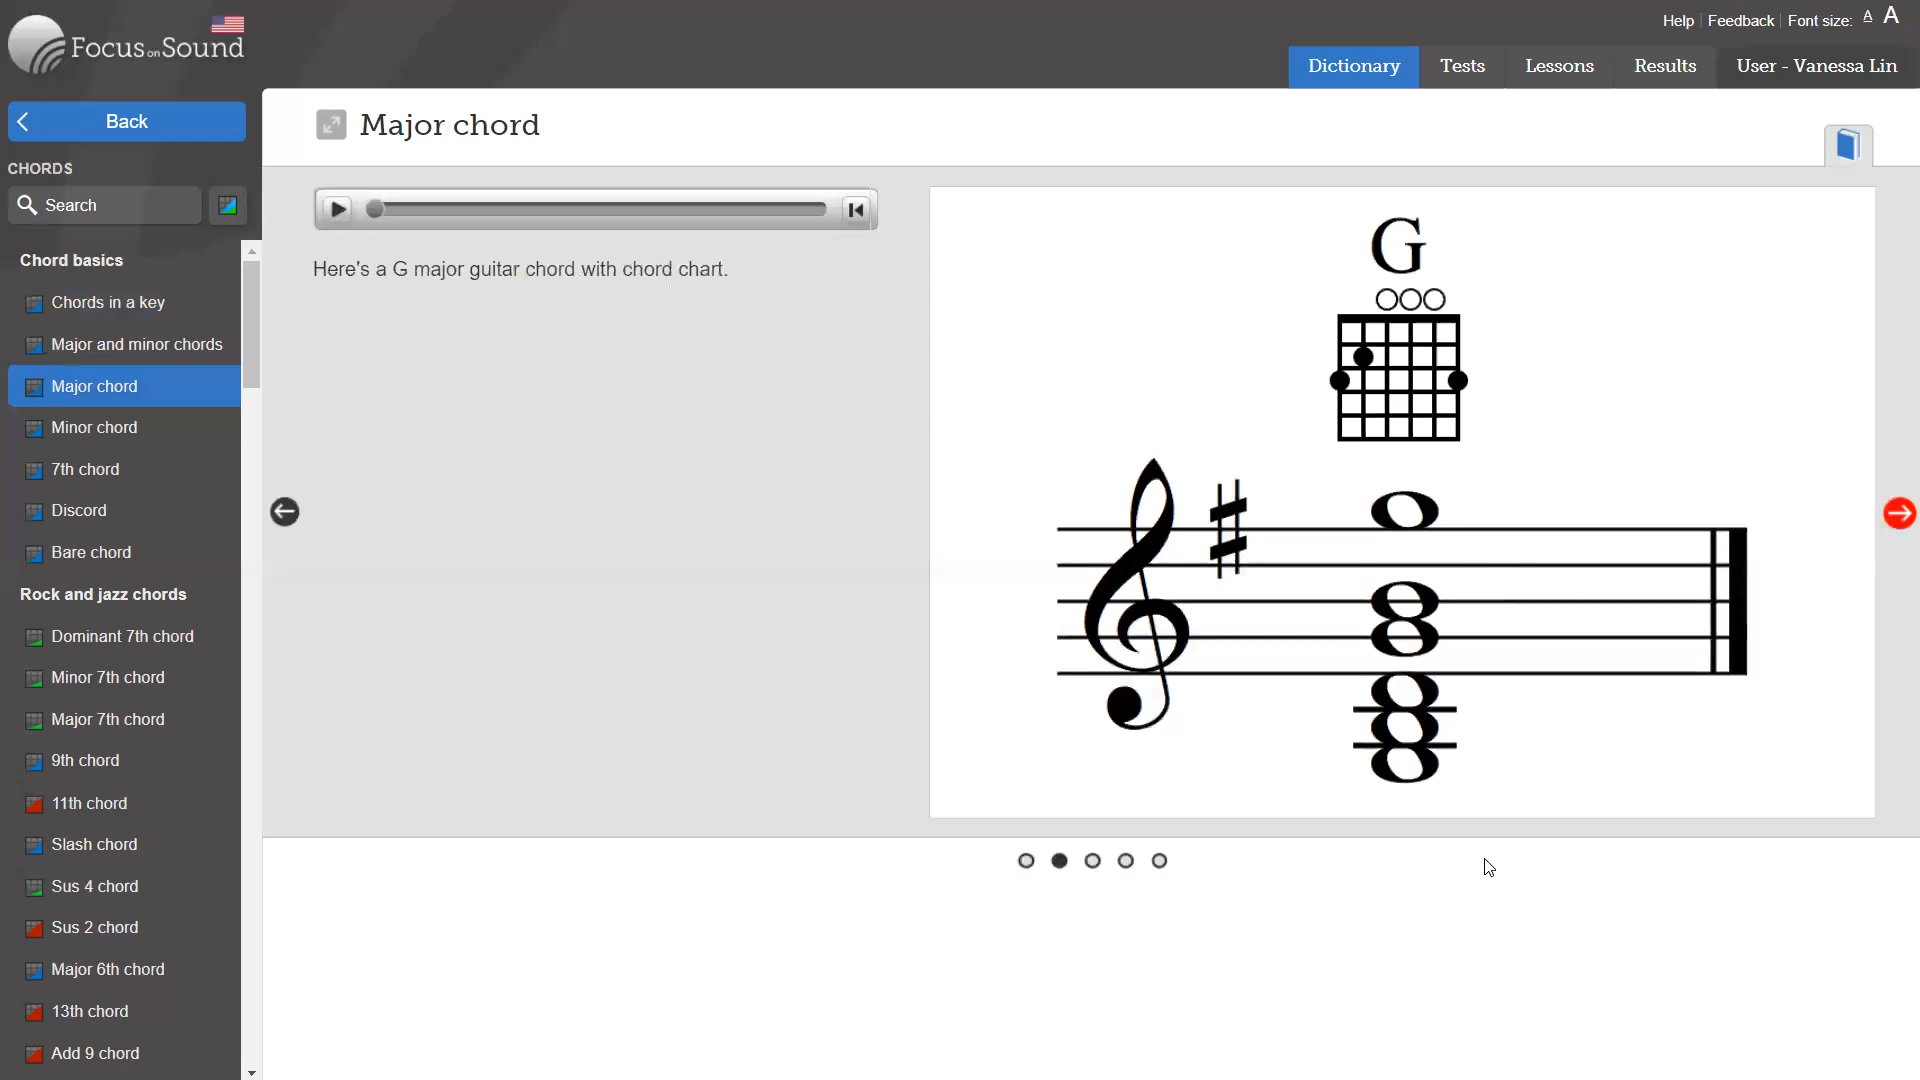 Focus on Sound
Help
Feedback
Font size: A A
Dictionary
Tests
Lessons
Results
User - Vanessa Lin
Back
CHORDS
Search
Chord basics
Chords in a key
Major and minor chords
Major chord
Minor chord
7th chord
Discord
Bare chord
Rock and jazz chords
Dominant 7th chord
Minor 7th chord
Major 7th chord
9th chord
11th chord
Slash chord
Sus 4 chord
Sus 2 chord
Major 6th chord
13th chord
Add 9 chord
Major chord
Here's a G major guitar chord with chord chart.
G